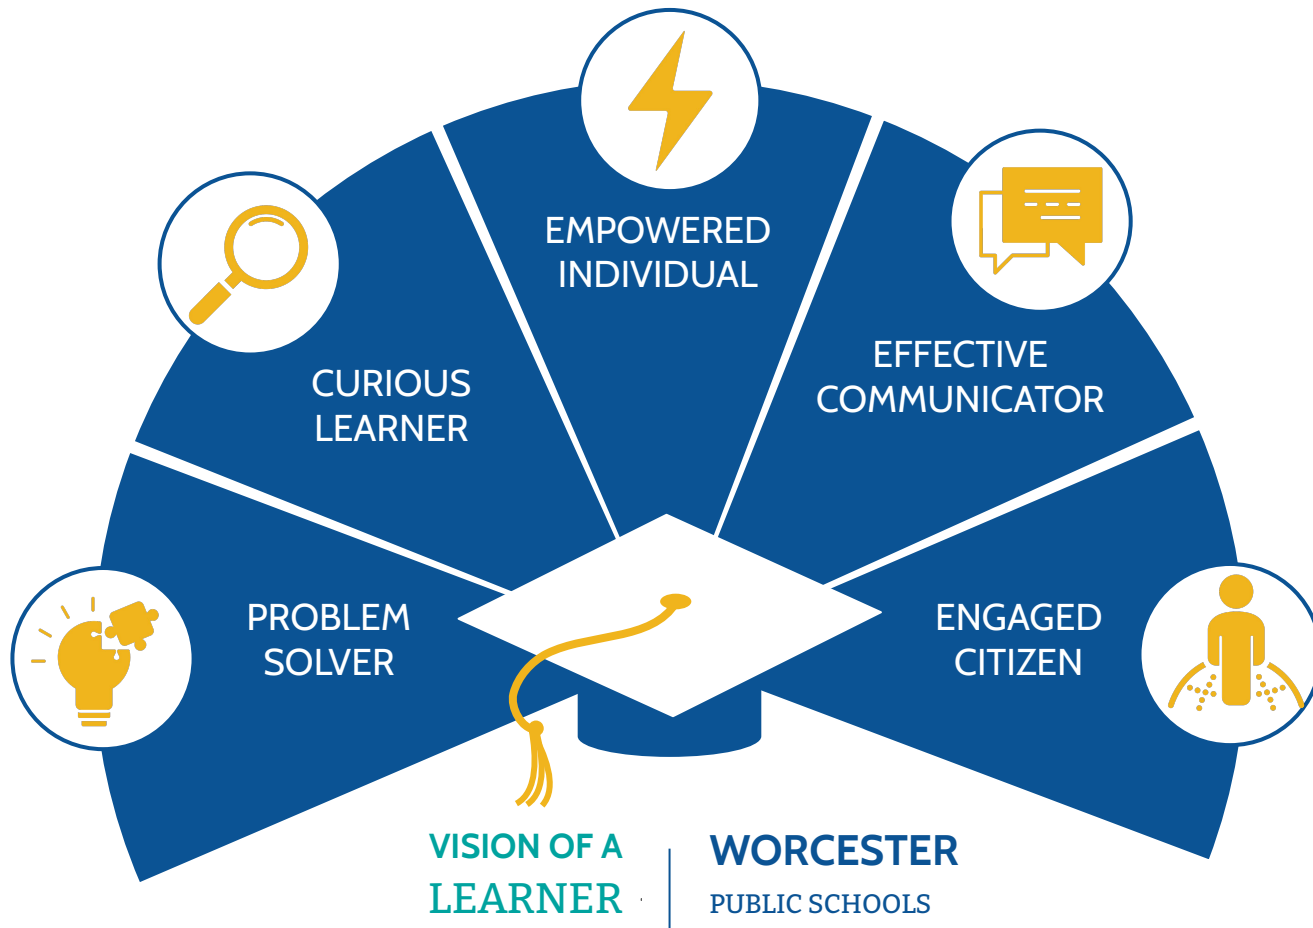 EMPOWERED
INDIVIDUAL
CURIOUS
LEARNER
EFFECTIVE
COMMUNICATOR
PROBLEM
SOLVER
ENGAGED
CITIZEN
VISION OF A
LEARNER
WORCESTER
PUBLIC SCHOOLS